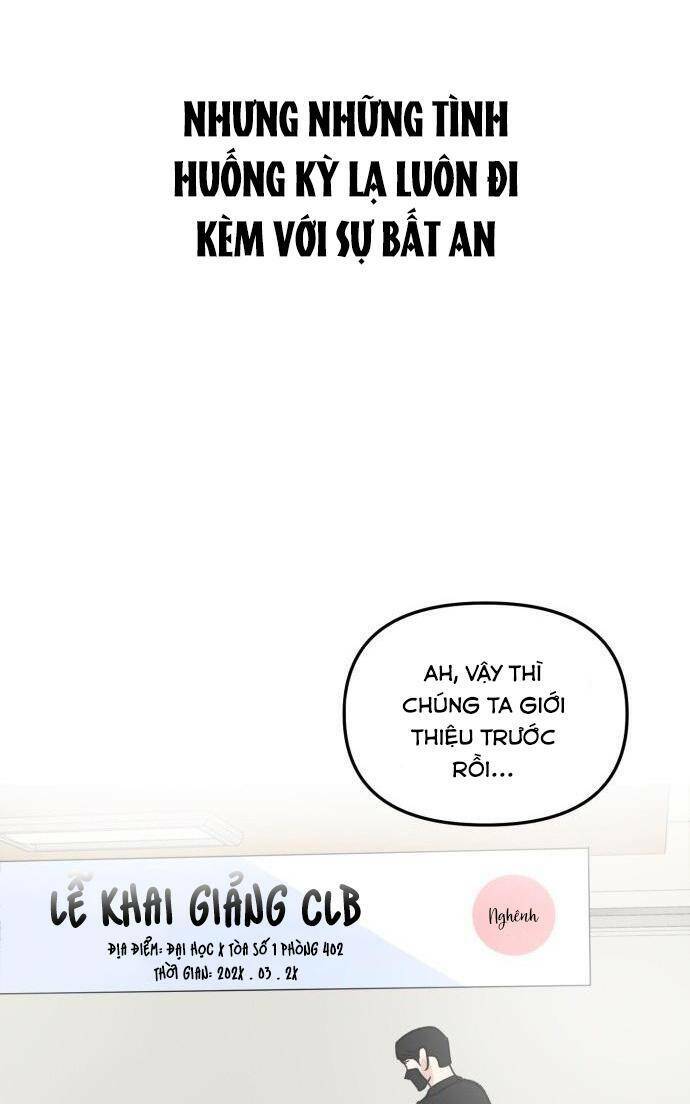 NHƯNG NHỮNG TÌNH
HUỐNG KỲ LẠ LUÔN ĐI
KÈM VỚI SỰ BẤT AN
AH, VẬY THÌ
CHÚNG TA GIỚI
THIỆU TRƯỚC
RỒI...
LỄ KHAI GIẢNG CLB
ĐỊA ĐIỂM: ĐẠI HỌC X TÒA SỐ 1 PHÒNG 402
THỜI GIAN: 202X . 03 . 2X
Nghênh